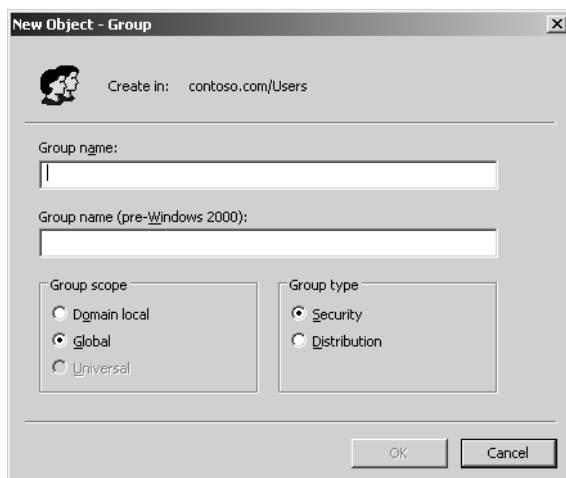 New Object - Group
Create in: contoso.com/Users
Group name:
Group name (pre-Windows 2000):
Group scope
Domain local
Global
Universal
Group type
Security
Distribution
OK
Cancel